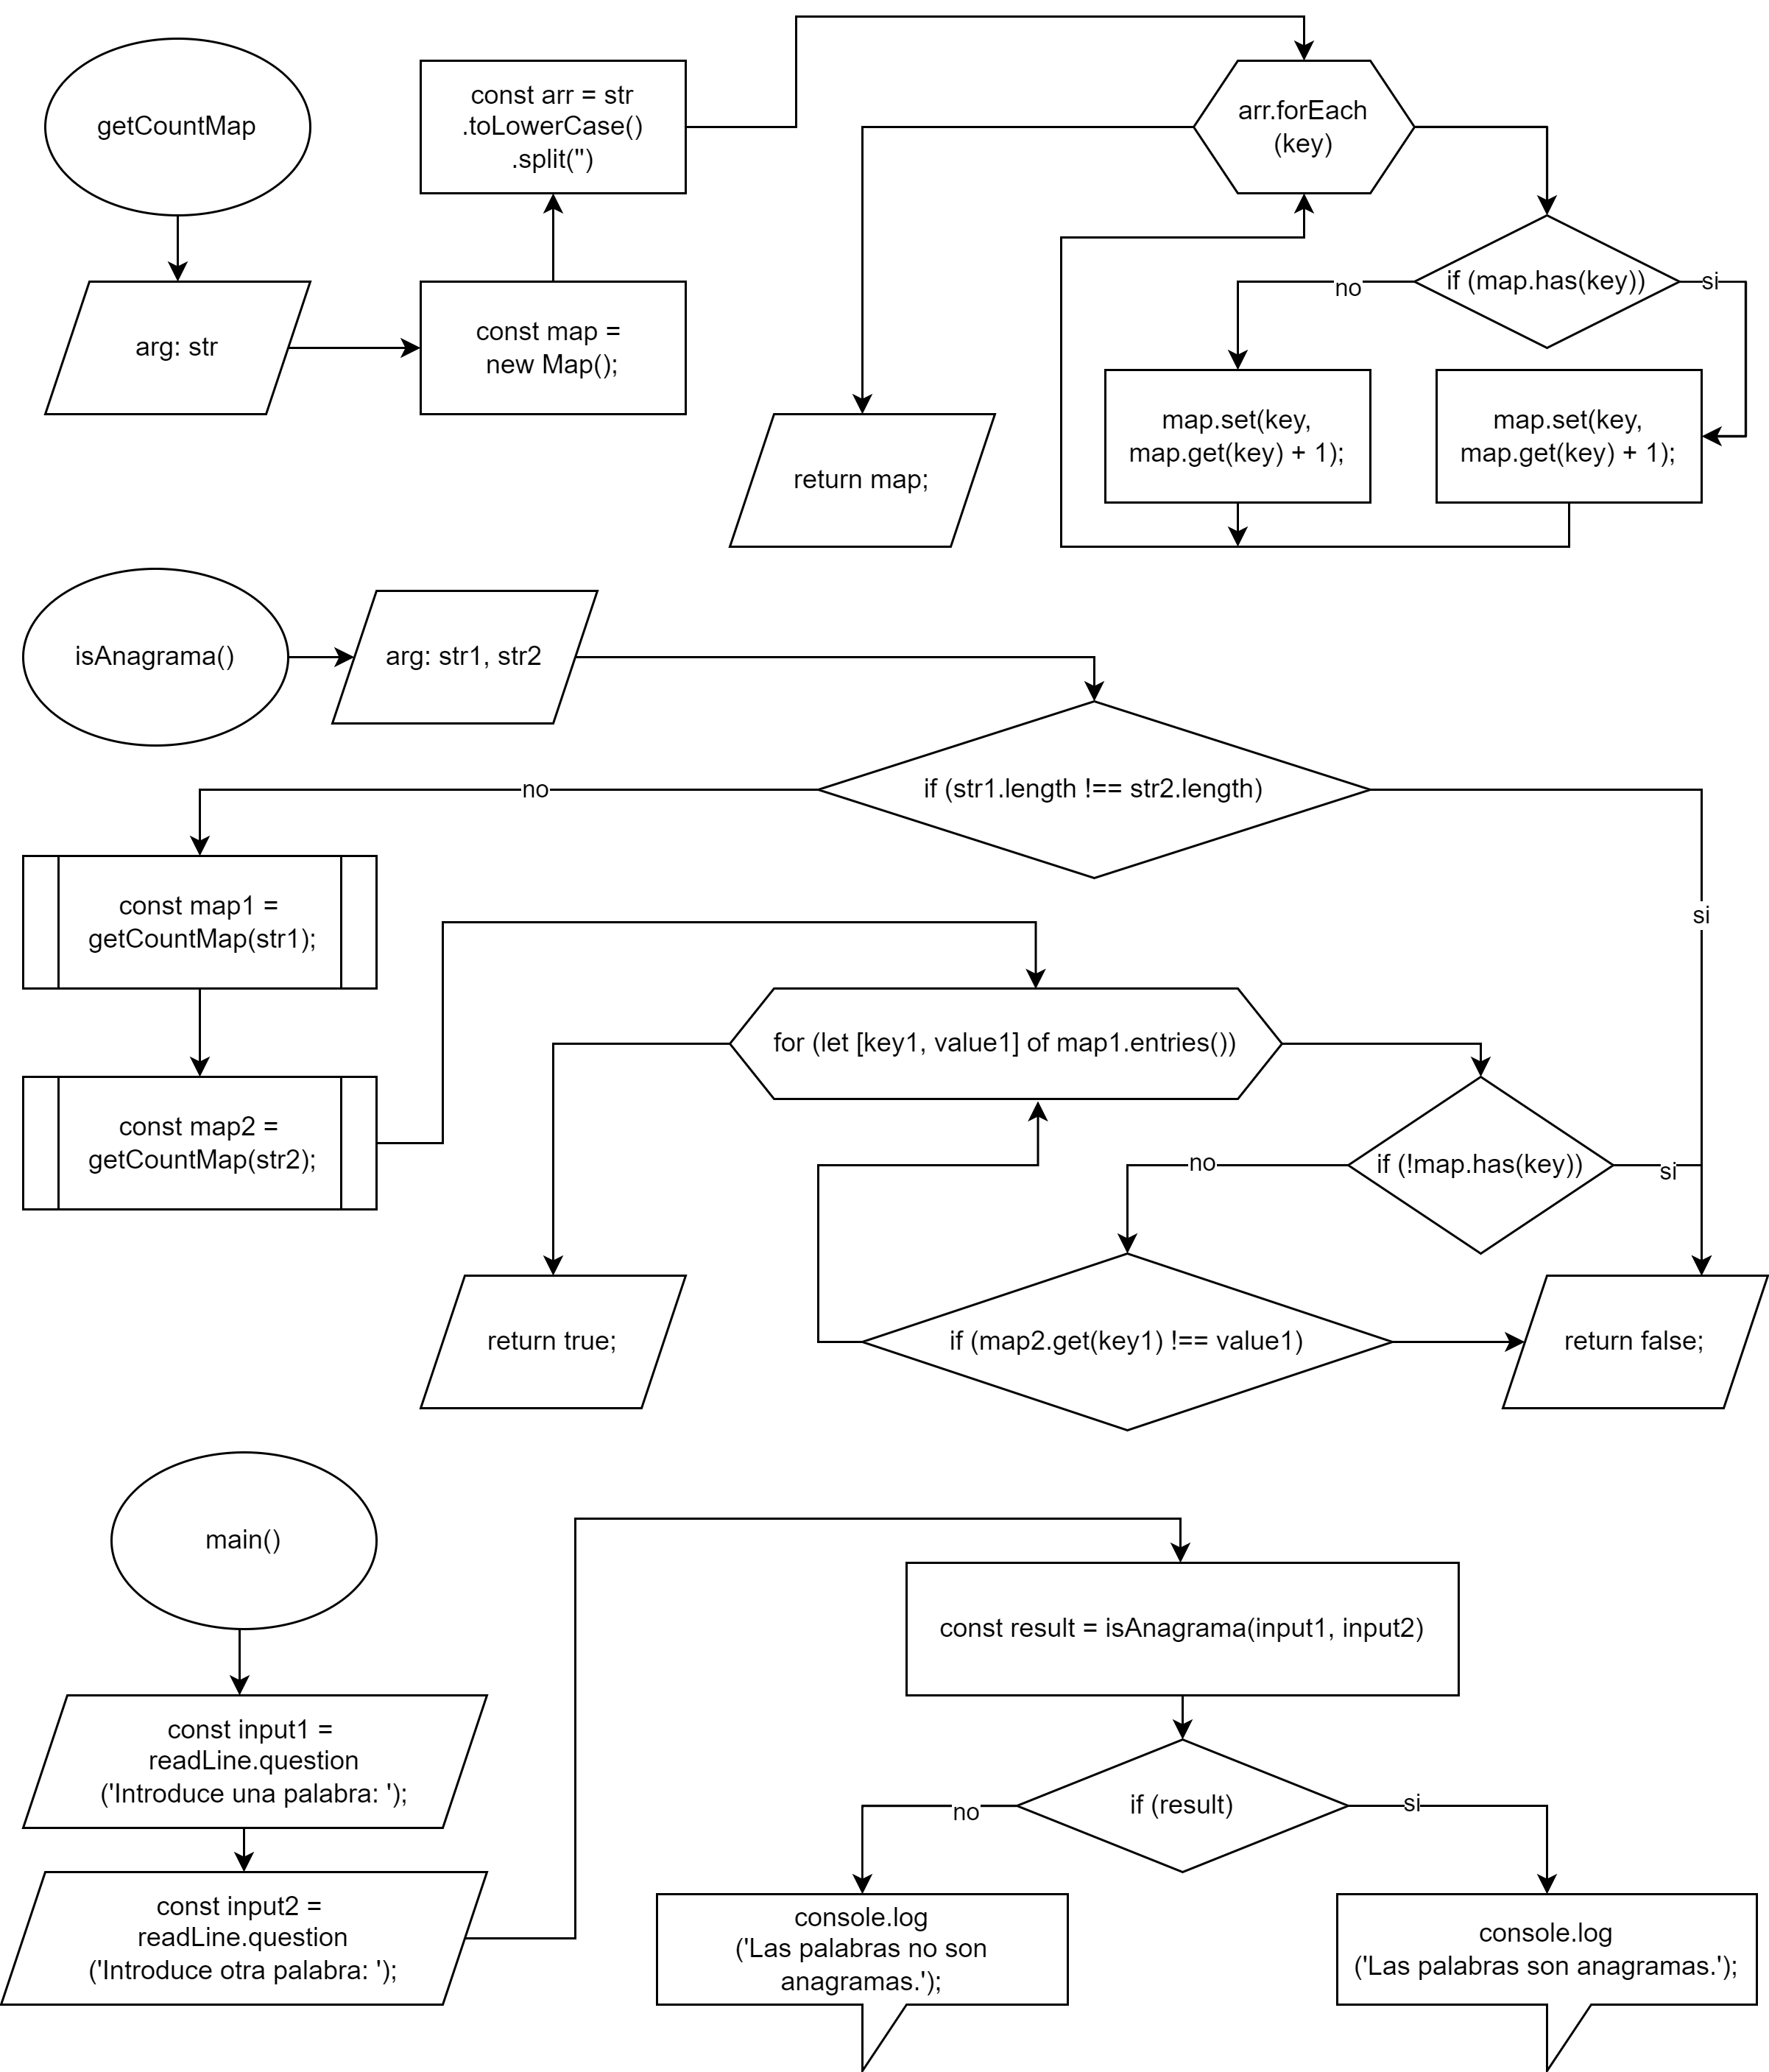 getCountMap
arg: str
const map =
new Map();
const arr = str
.toLowerCase()
.split('')
arr.forEach
(key)
if (map.has(key))
no
si
map.set(key,
map.get(key) + 1);
map.set(key,
map.get(key) + 1);
return map;
isAnagrama()
arg: str1, str2
if (str1.length !== str2.length)
no
si
const map1 =
getCountMap(str1);
const map2 =
getCountMap(str2);
for (let [key1, value1] of map1.entries())
if (!map.has(key))
no
si
if (map2.get(key1) !== value1)
return true;
return false;
main()
const input1 =
readLine.question
('Introduce una palabra: ');
const input2 =
readLine.question
('Introduce otra palabra: ');
const result = isAnagrama(input1, input2)
if (result)
no
si
console.log
('Las palabras no son
anagramas.');
console.log
('Las palabras son anagramas.');